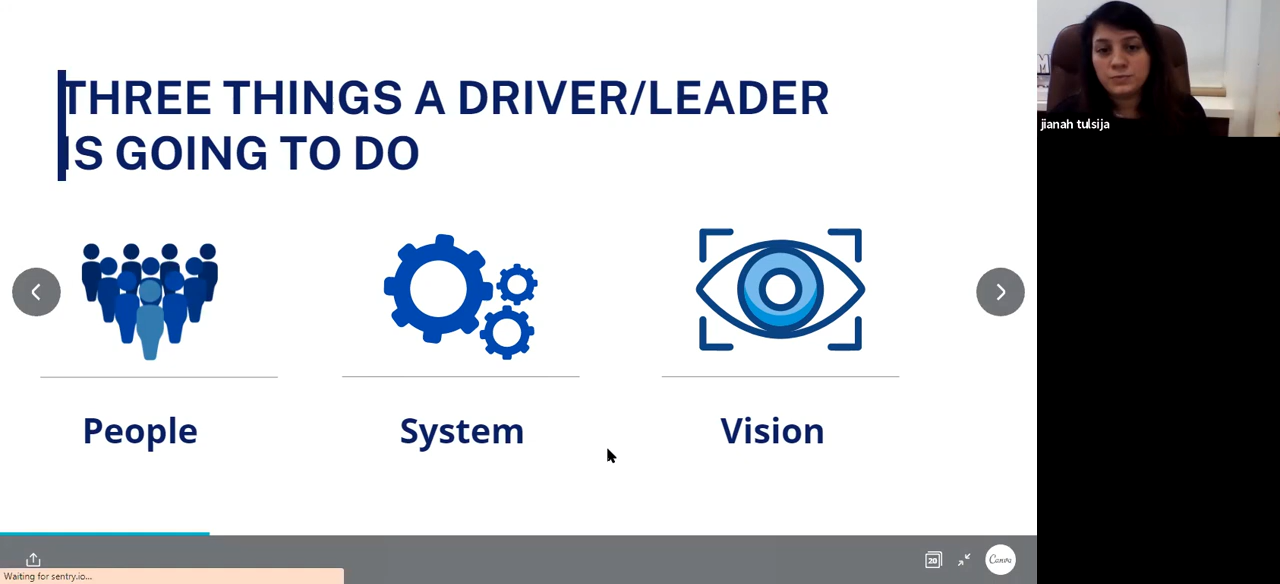 THREE THINGS A DRIVER/LEADER
IS GOING TO DO
jianah tulsija
People
System
Vision
20
Canva
Waiting for sentry.io...